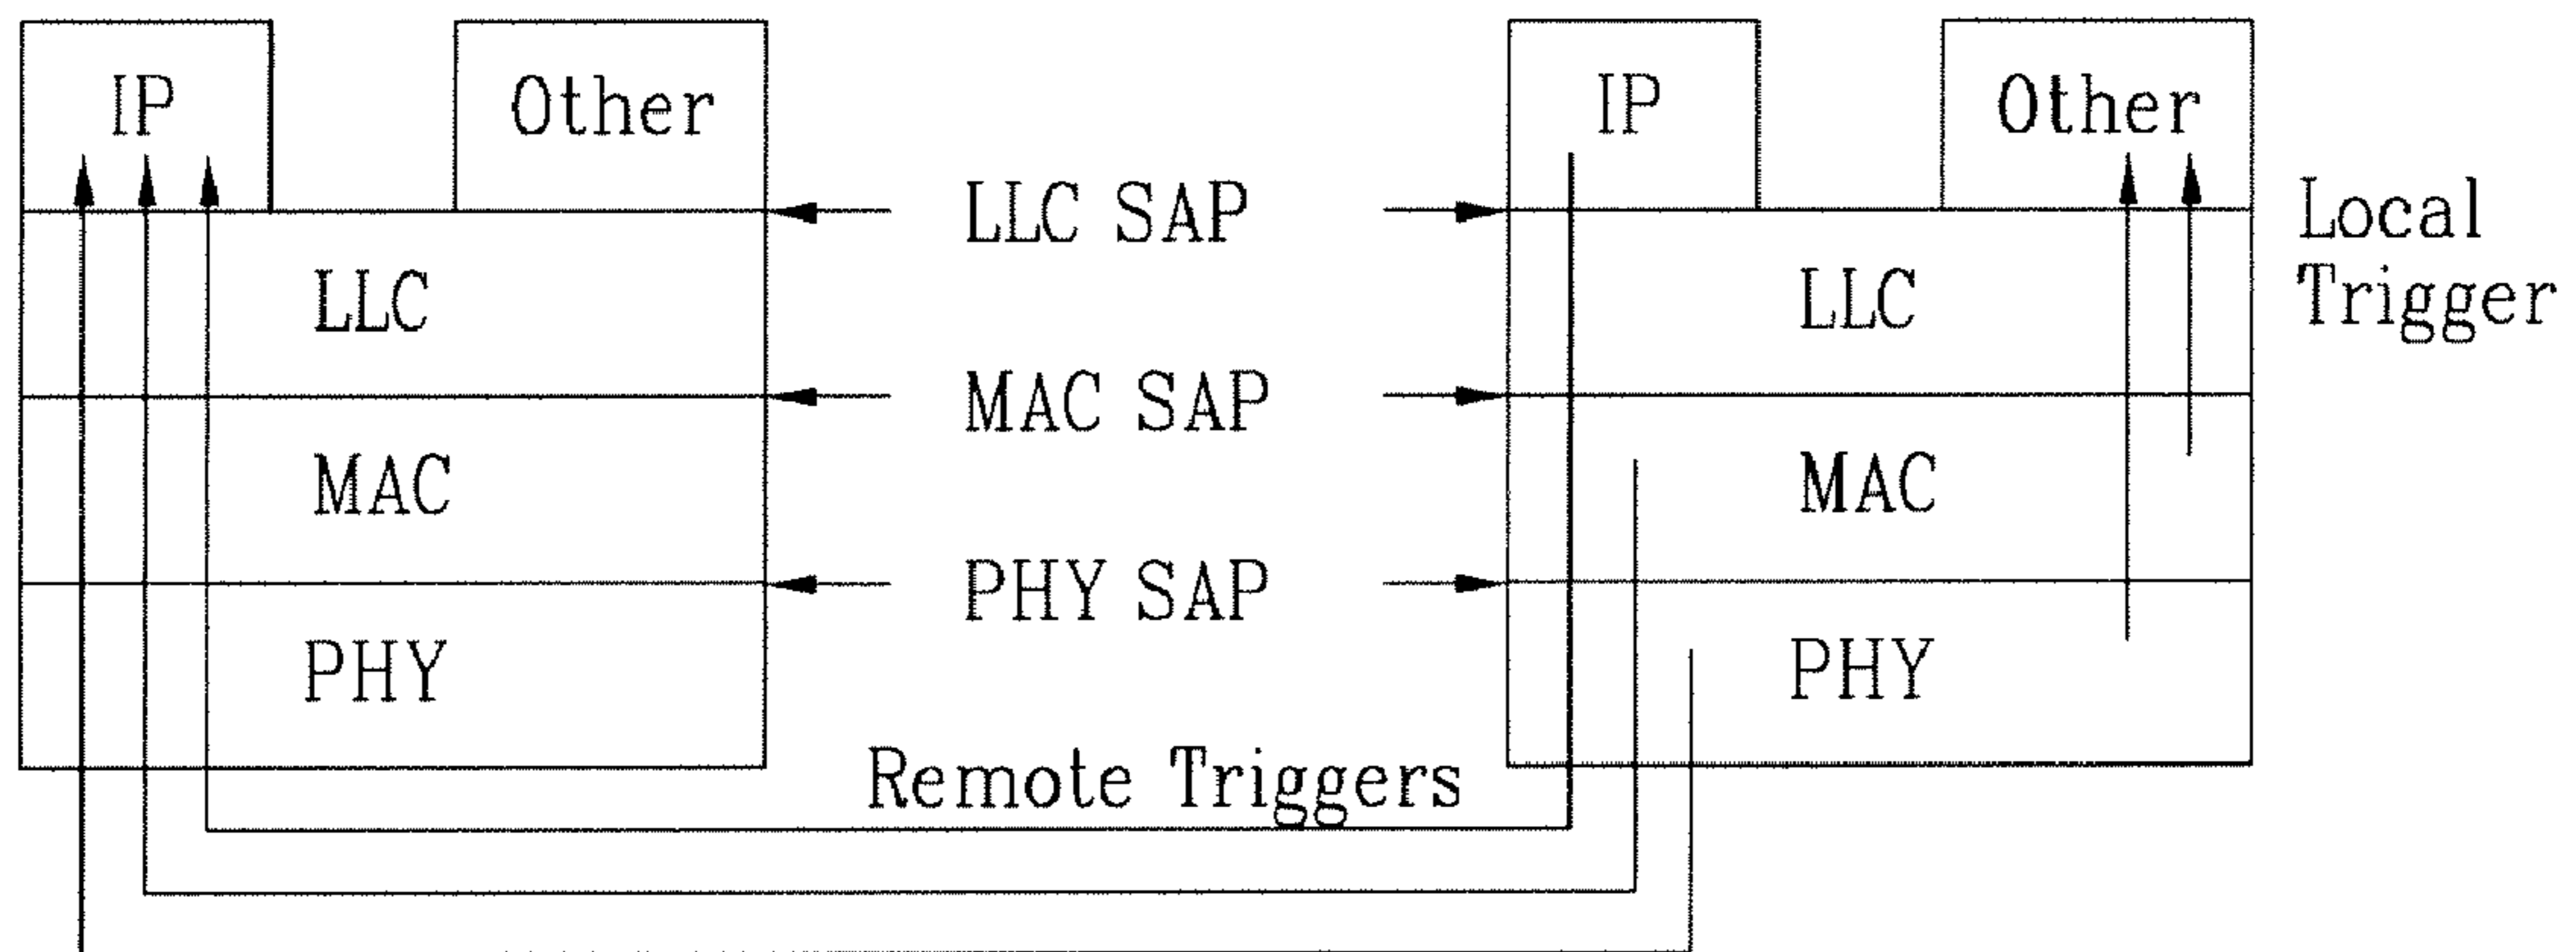 IP
Other
IP
Other
LLC SAP
Local
Trigger
LLC
LLC
MAC SAP
MAC
MAC
PHY SAP
PHY
PHY
Remote Triggers